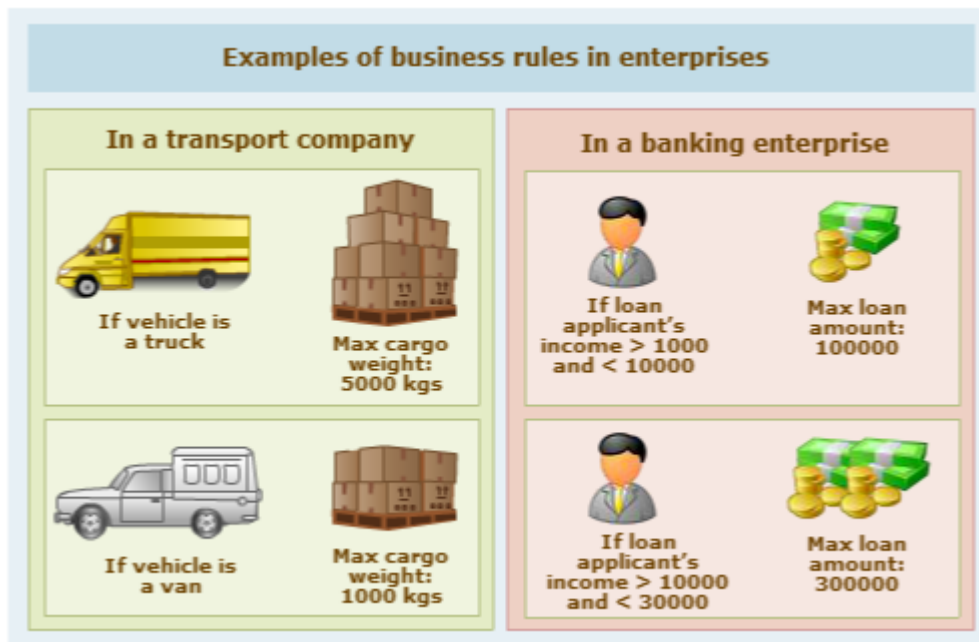 Examples of business rules in enterprises
In a transport company
If vehicle is
a truck
Max cargo
weight:
5000 kgs
If vehicle is
a van
Max cargo
weight:
1000 kgs
In a banking enterprise
If loan
applicant's
income > 1000
and < 10000
Max loan
amount:
100000
If loan
applicant's
income > 10000
and < 30000
Max loan
amount:
300000